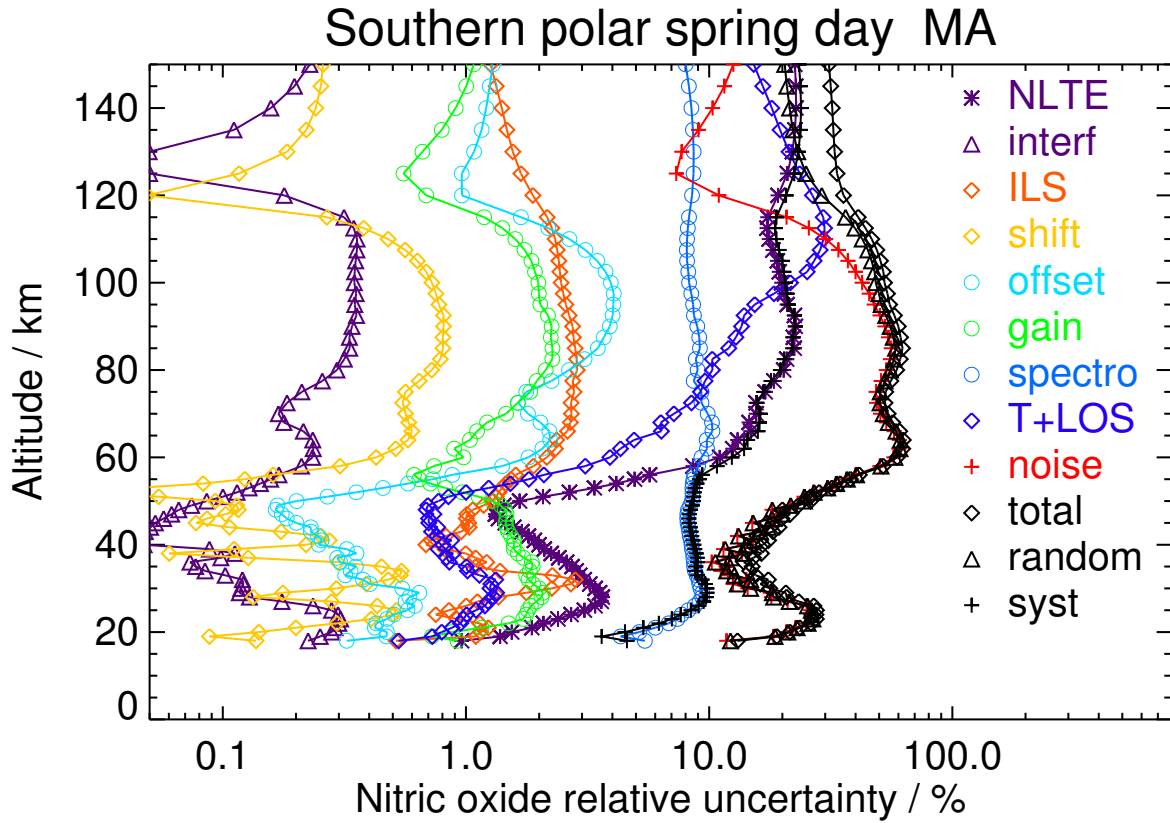 Southern polar spring day MA
Altitude / km
140
120
100
80
60
40
20
0
0.1
1.0
10.0
100.0
Nitric oxide relative uncertainty / %
NLTE
interf
ILS
shift
offset
gain
spectro
T+LOS
noise
total
random
syst